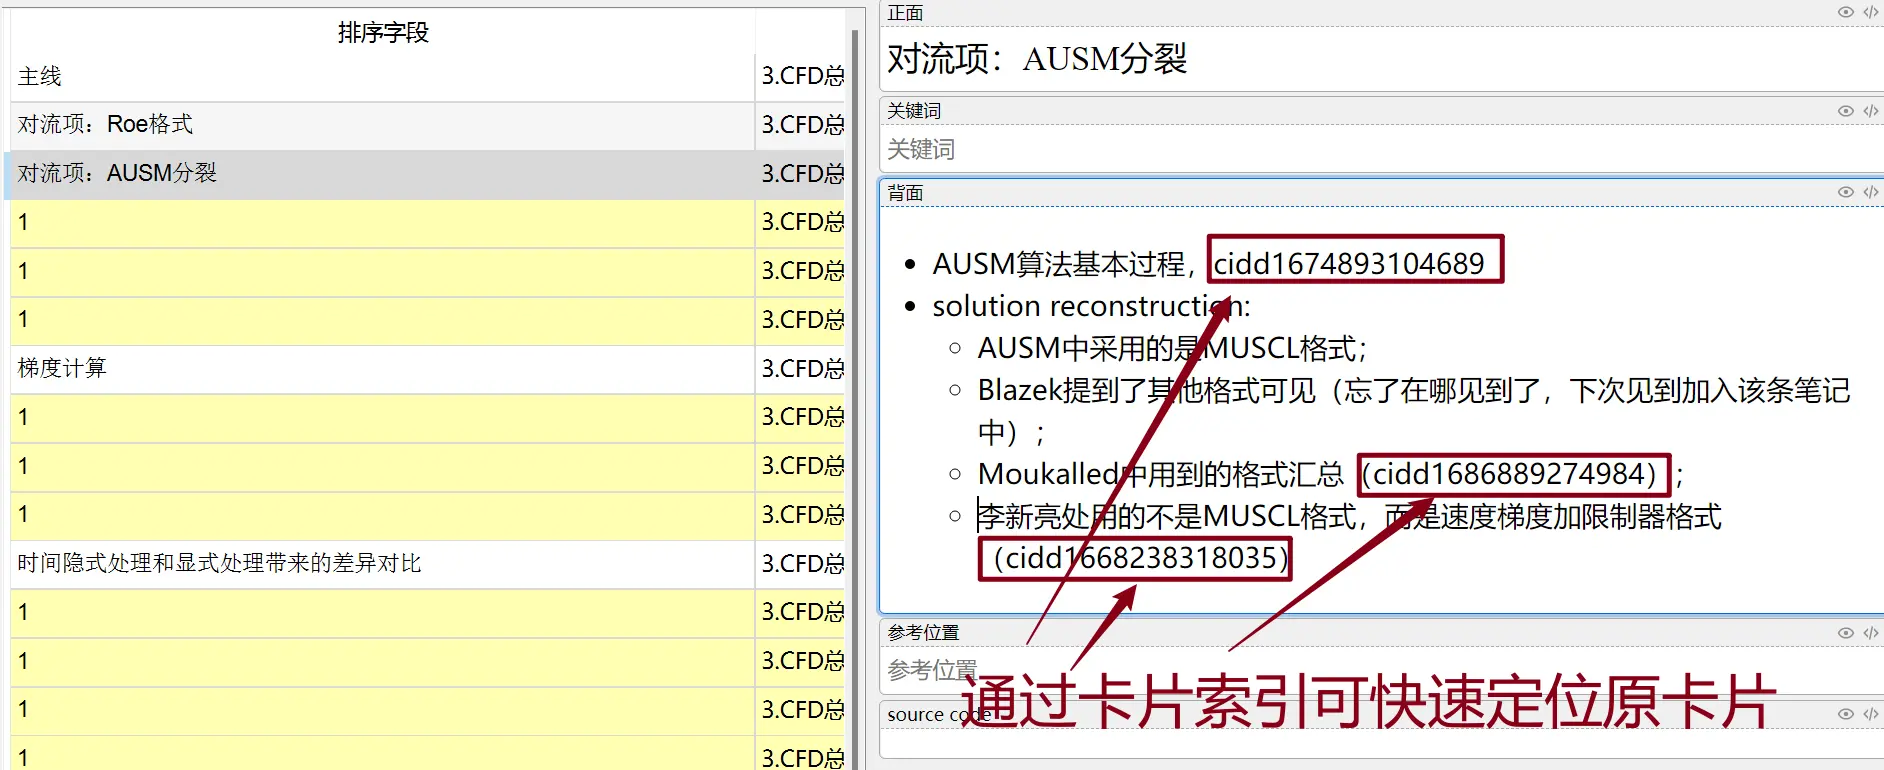 排序字段
主线 3.CFD总
对流项：Roe格式 3.CFD总
对流项：AUSM分裂 3.CFD总
1 3.CFD总
1 3.CFD总
1 3.CFD总
梯度计算 3.CFD总
1 3.CFD总
1 3.CFD总
1 3.CFD总
时间隐式处理和显式处理带来的差异对比 3.CFD总
1 3.CFD总
1 3.CFD总
1 3.CFD总
1 3.CFD总
正面
对流项：AUSM分裂
关键词
关键词
背面
AUSM算法基本过程，cidd1674893104689
solution reconstruction:
AUSM中采用的是MUSCL格式；
Blazek提到了其他格式可见（忘了在哪见到了，下次见到加入该条笔记
中）；
Moukalled中用到的格式汇总（cidd1686889274984）；
李新亮处用的不是MUSCL格式，而是速度梯度加限制器格式
（cidd1668238318035）
参考位置
参考位置
通过卡片索引可快速定位原卡片
source code